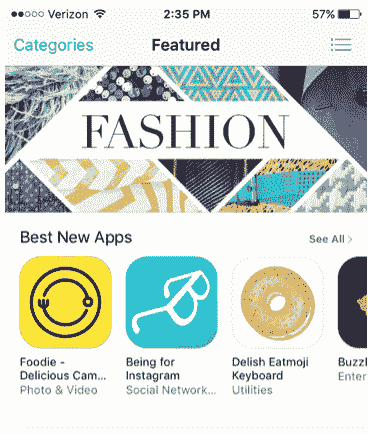 Verizon 2:35 PM 57%
Categories Featured
FASHION
Best New Apps See All >
Foodie - Being for Delish Eatmoji Buzz
Delicious Cam... Instagram Keyboard Enter
Photo & Video Social Network... Utilities